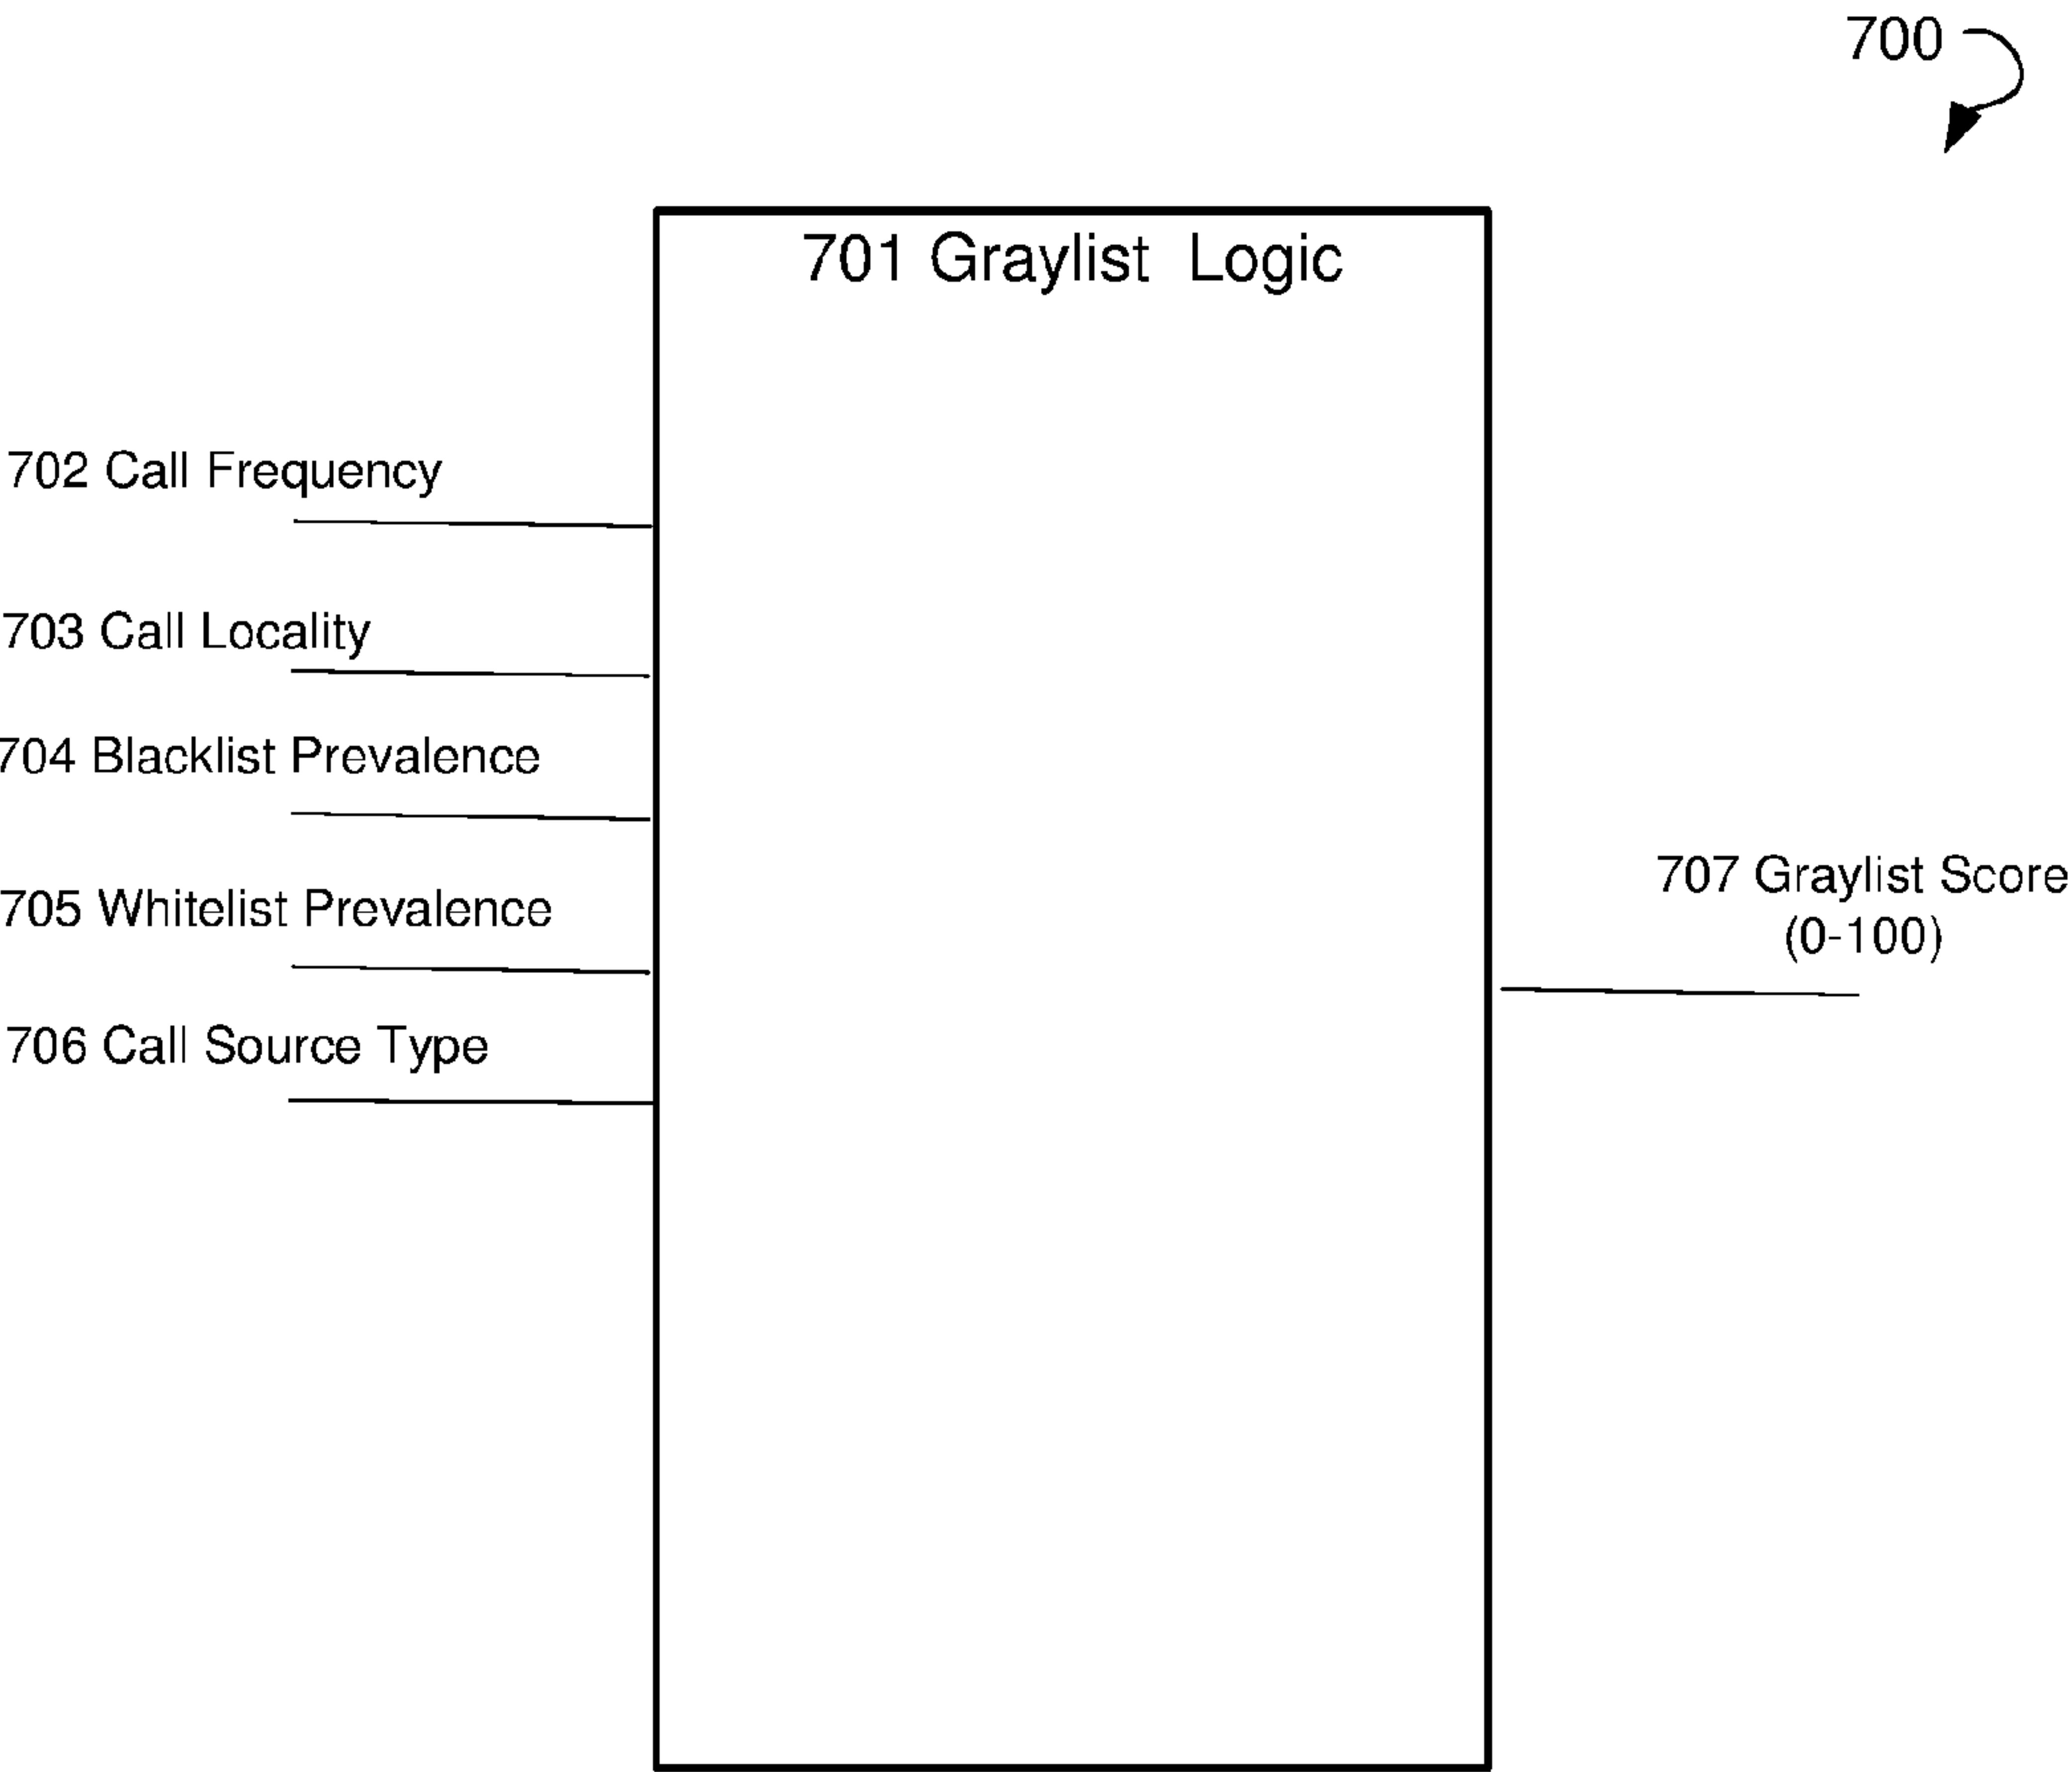 700
701 Graylist Logic
702 Call Frequency
703 Call Locality
704 Blacklist Prevalence
705 Whitelist Prevalence
706 Call Source Type
707 Graylist Score
(0-100)